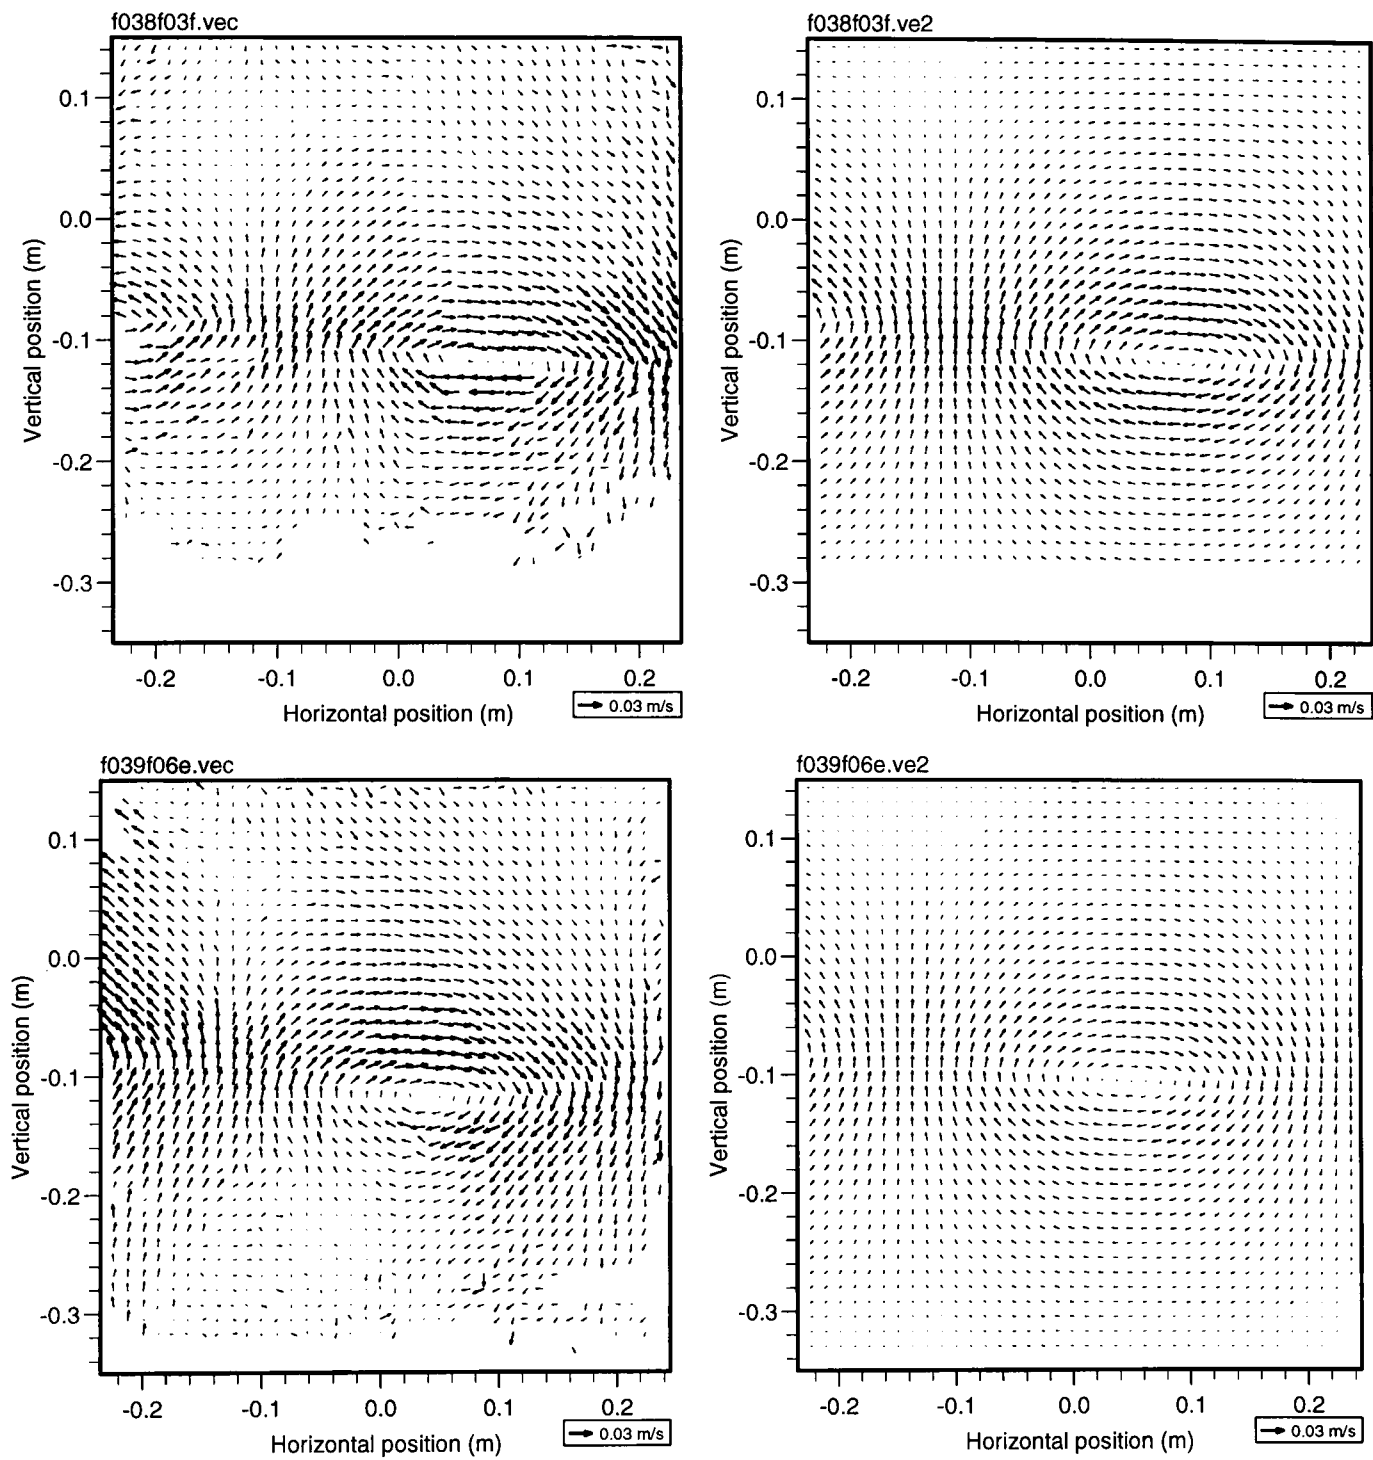 f038f03f.vec
Vertical position (m)
0.1
0.0
-0.1
-0.2
-0.3
-0.2 -0.1 0.0 0.1 0.2
Horizontal position (m)
0.03 m/s
f038f03f.ve2
Vertical position (m)
0.1
0.0
-0.1
-0.2
-0.3
-0.2 -0.1 0.0 0.1 0.2
Horizontal position (m)
0.03 m/s
f039f06e.vec
Vertical position (m)
0.1
0.0
-0.1
-0.2
-0.3
-0.2 -0.1 0.0 0.1 0.2
Horizontal position (m)
0.03 m/s
f039f06e.ve2
Vertical position (m)
0.1
0.0
-0.1
-0.2
-0.3
-0.2 -0.1 0.0 0.1 0.2
Horizontal position (m)
0.03 m/s